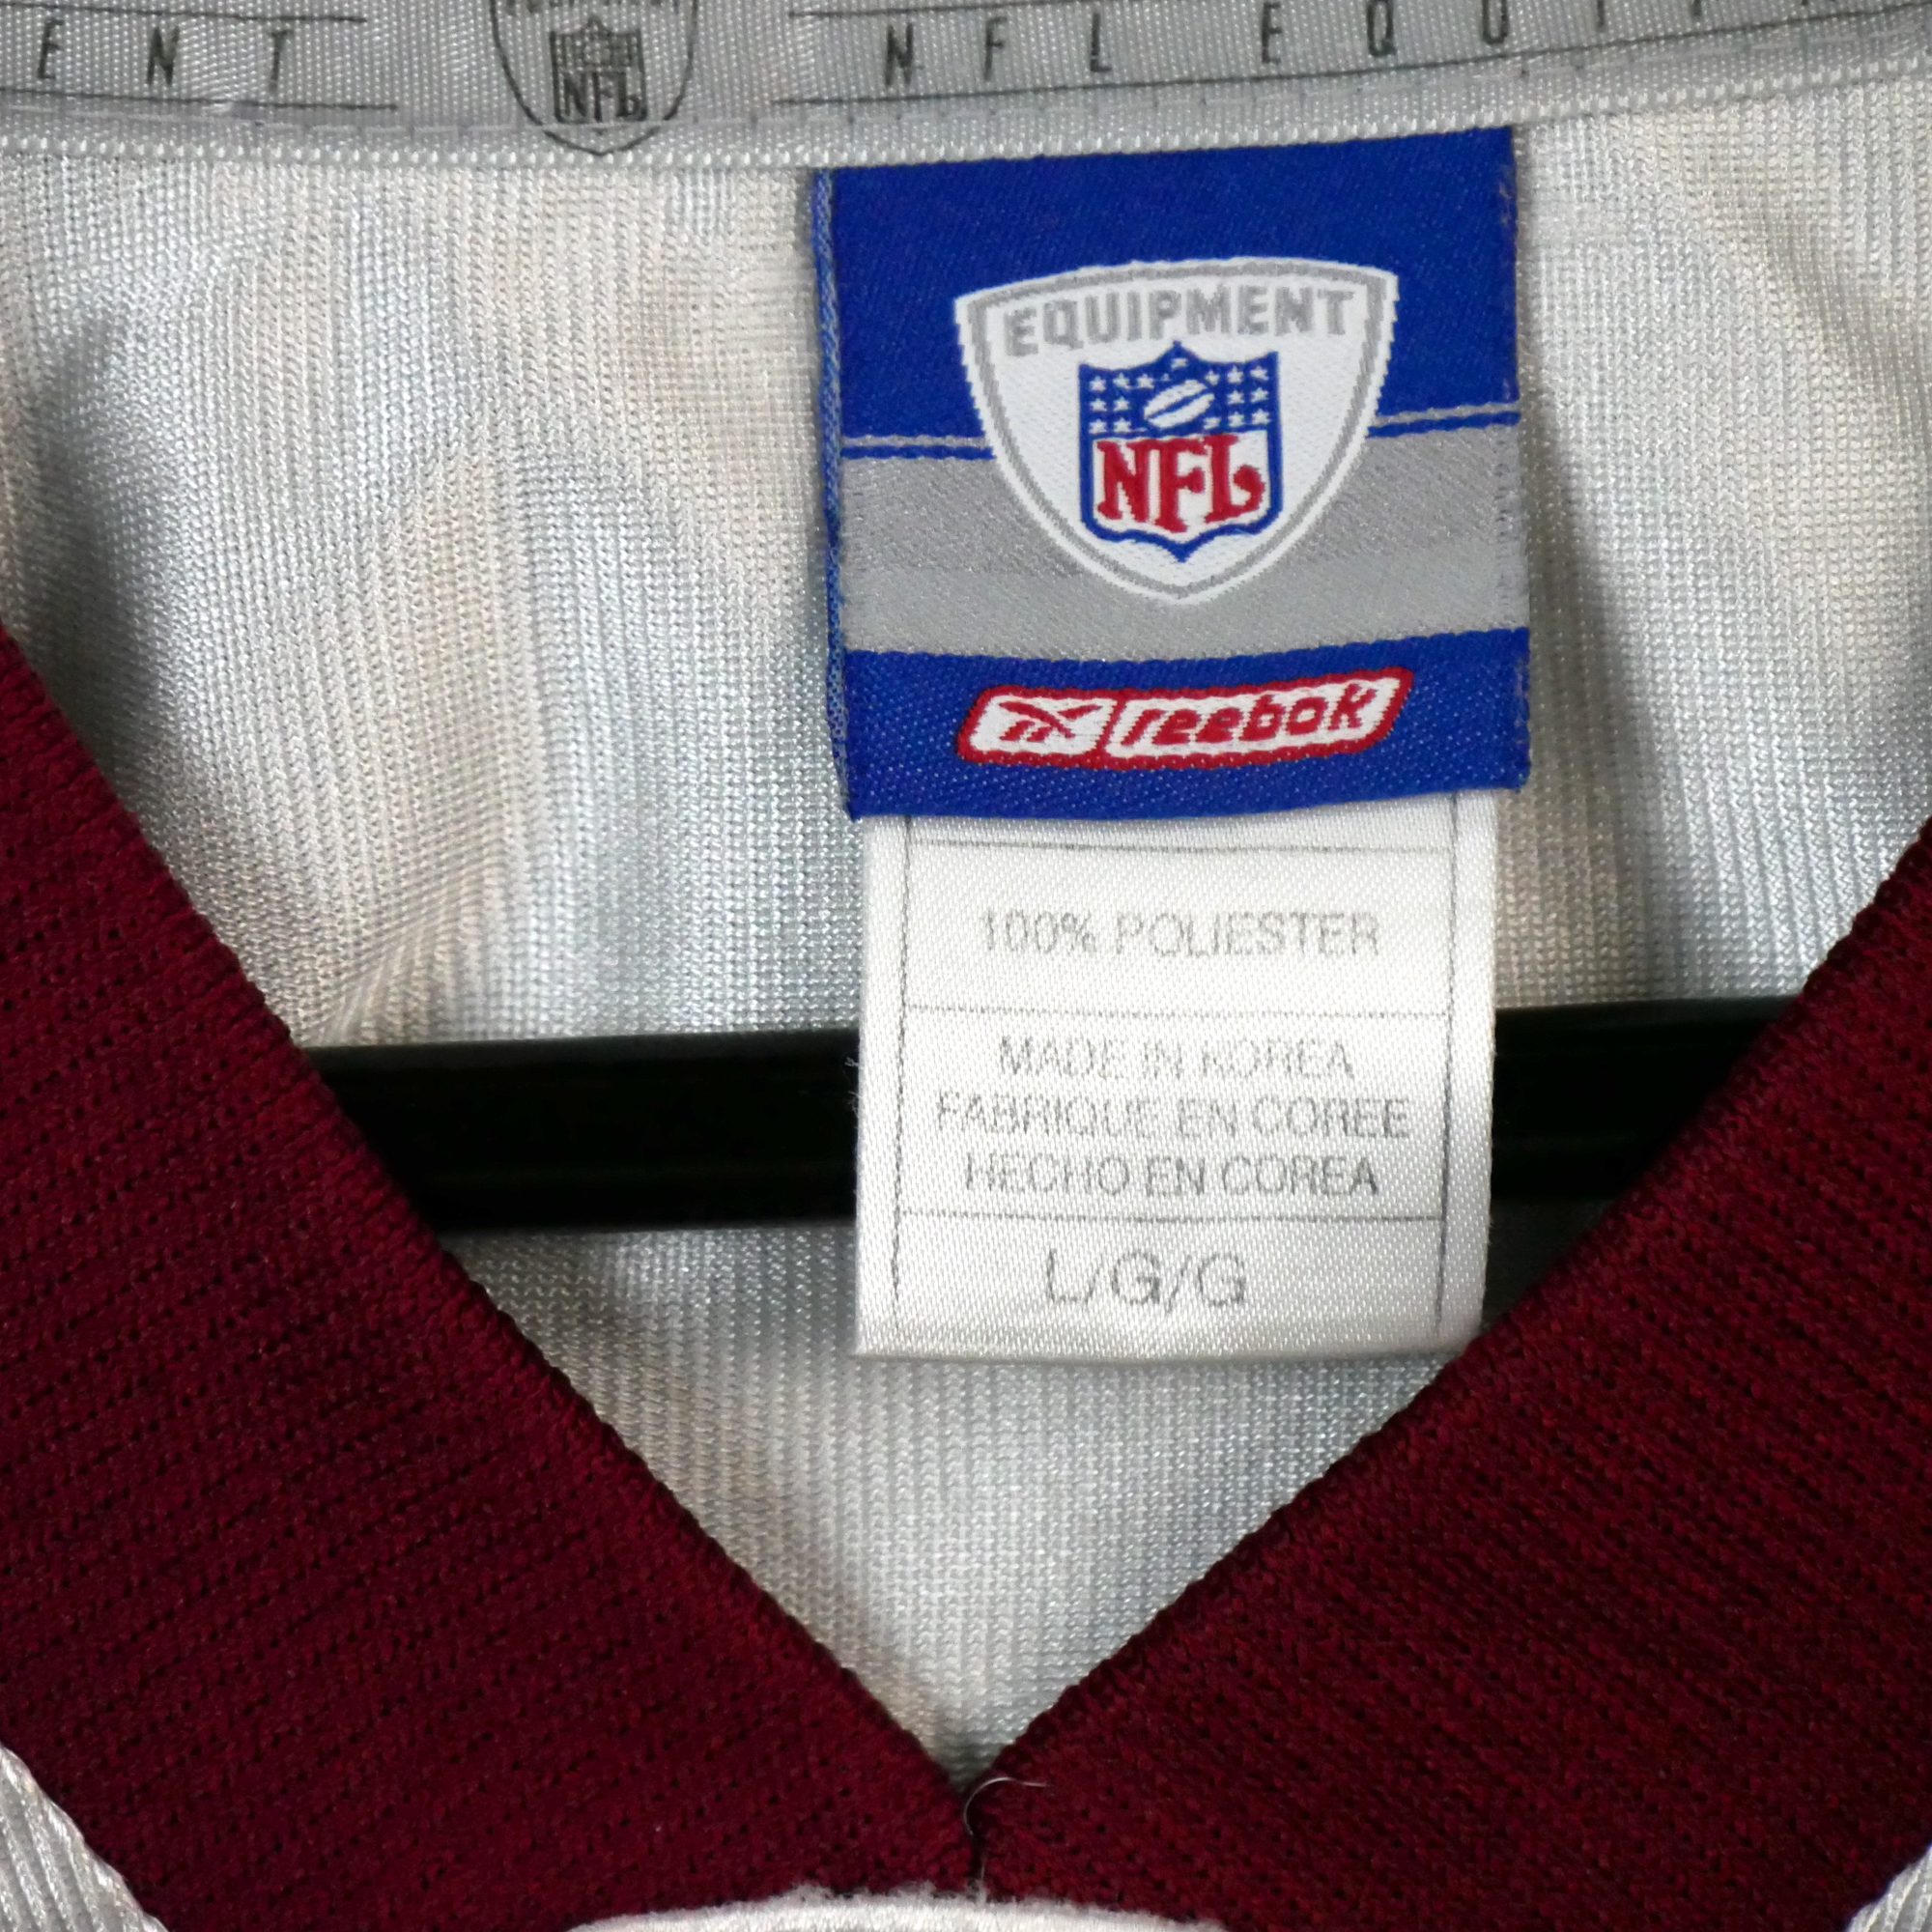 ENT NFL NFL EQUI
EQUIPMENT
NFL
reebok
100% POLIESTER
MADE IN KOREA
FABRIQUE EN COREE
HECHO EN COREA
L/G/G